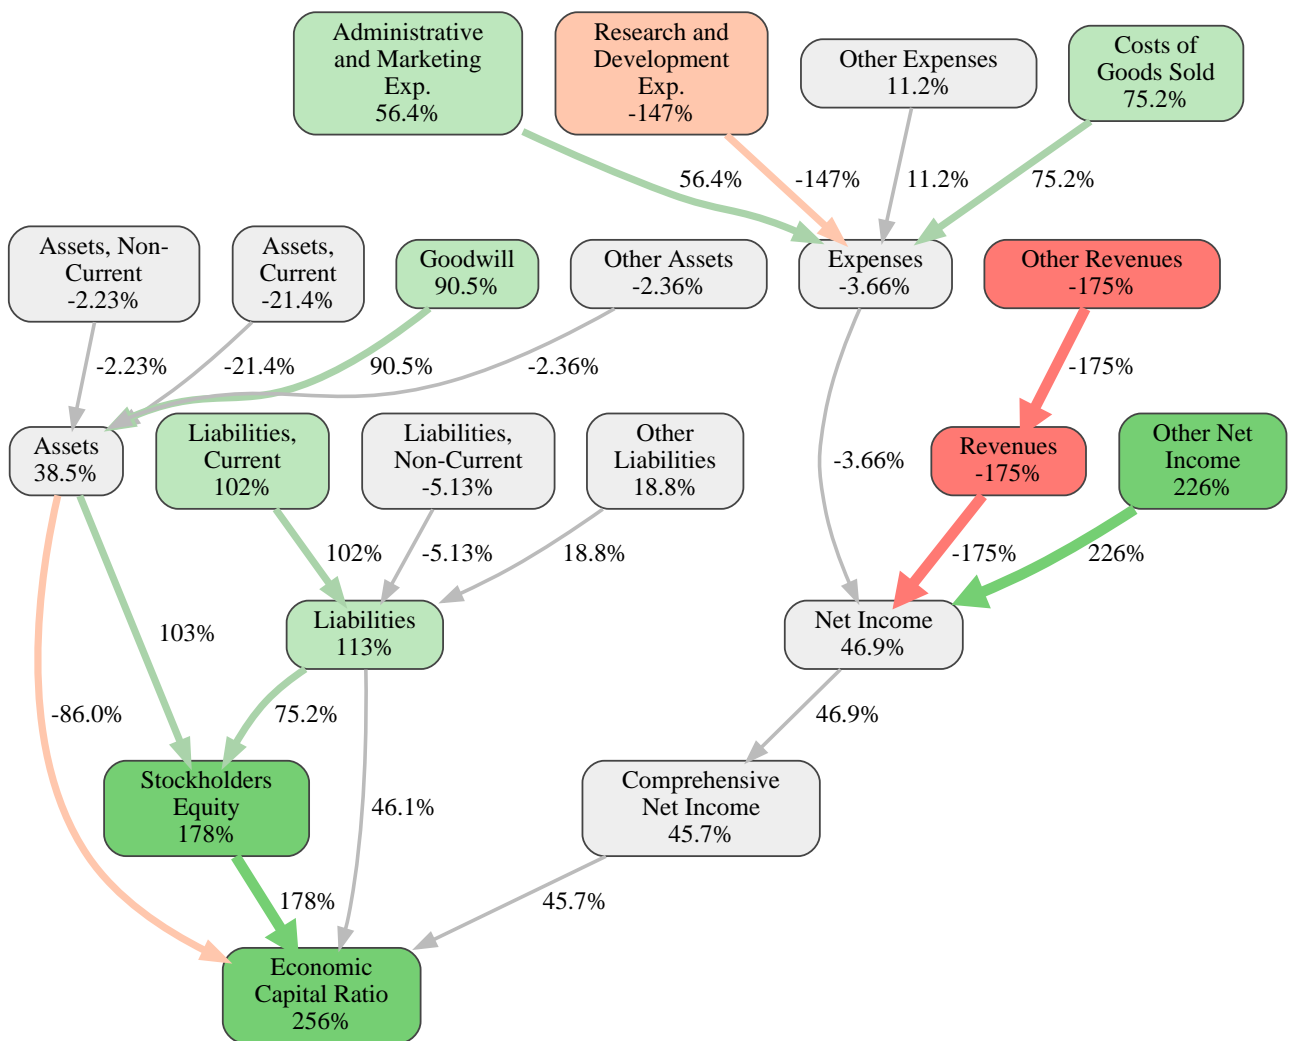 Administrative
and Marketing
Exp.
56.4%
Research and
Development
Exp.
-147%
Other Expenses
11.2%
Costs of
Goods Sold
75.2%
56.4%
-147%
11.2%
75.2%
Assets, Non-
Current
-2.23%
Assets,
Current
-21.4%
Goodwill
90.5%
Other Assets
-2.36%
Expenses
-3.66%
Other Revenues
-175%
-2.23%
-21.4%
90.5%
-2.36%
-175%
Assets
38.5%
Liabilities,
Current
102%
Liabilities,
Non-Current
-5.13%
Other
Liabilities
18.8%
-3.66%
Revenues
-175%
Other Net
Income
226%
102%
-5.13%
18.8%
-175%
226%
103%
Liabilities
113%
Net Income
46.9%
-86.0%
75.2%
46.9%
Stockholders
Equity
178%
46.1%
Comprehensive
Net Income
45.7%
178%
45.7%
Economic
Capital Ratio
256%